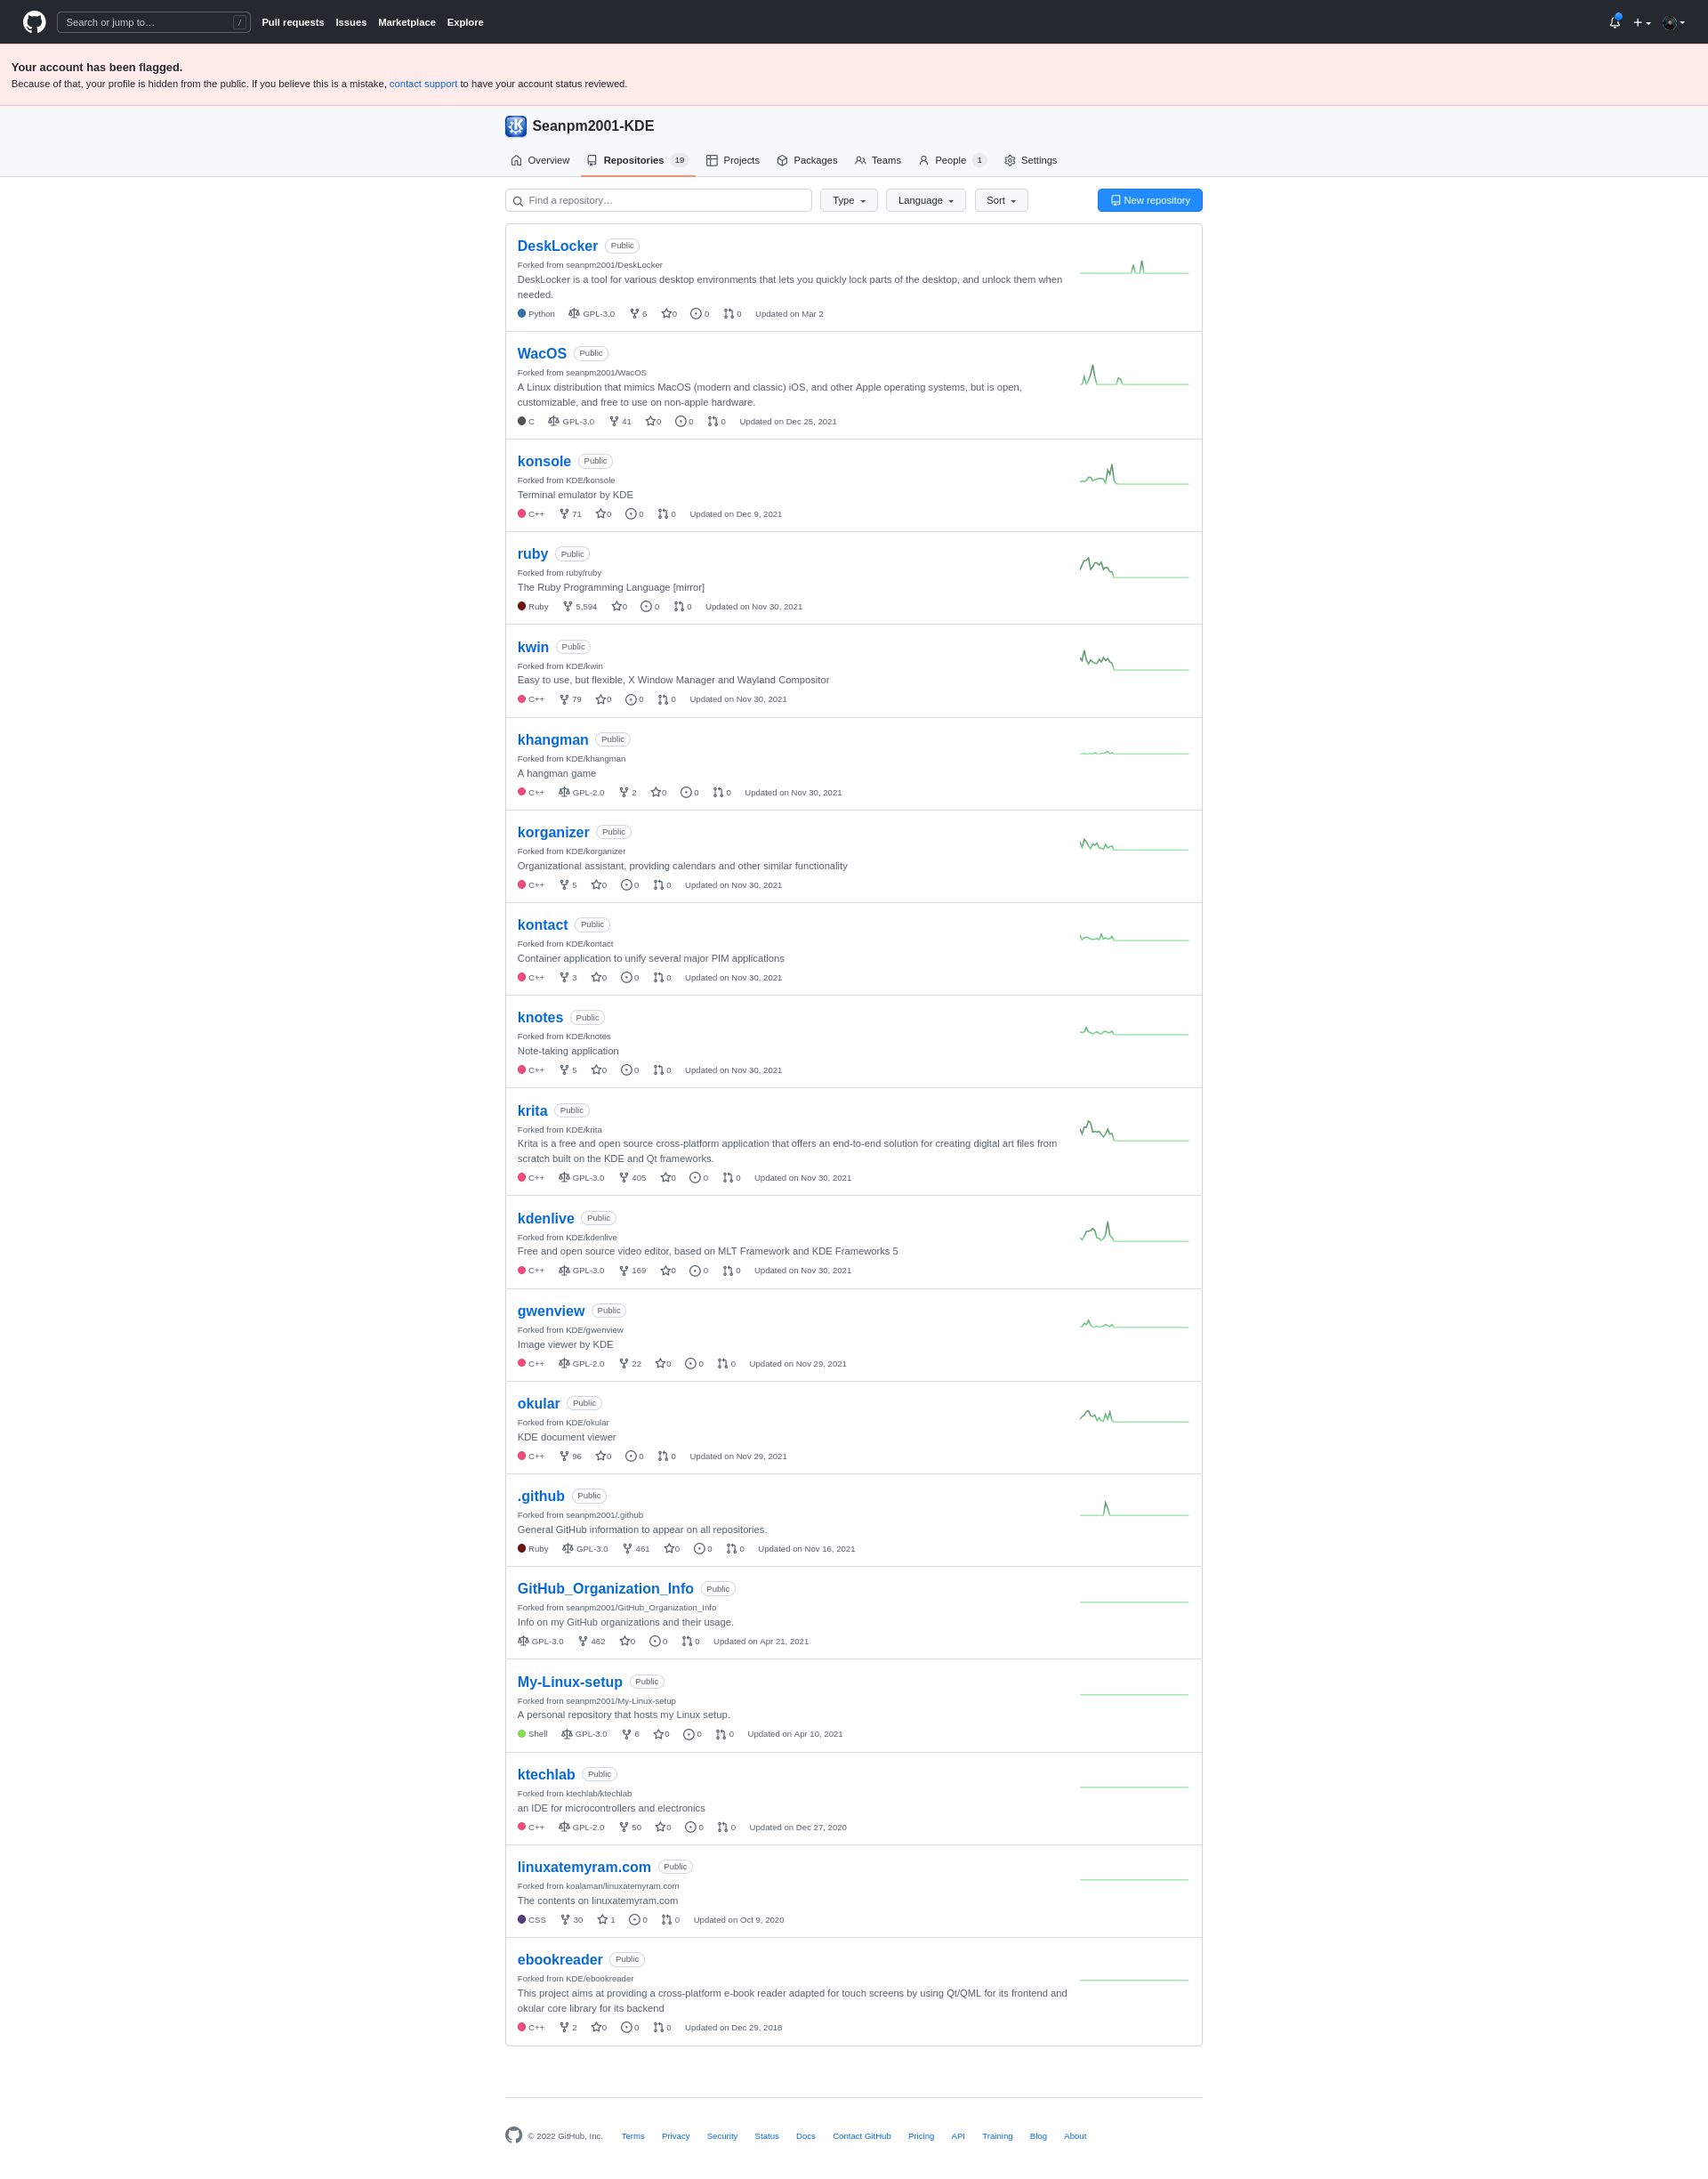 Search or jump to… /
Pull requests Issues Marketplace Explore
Your account has been flagged.
Because of that, your profile is hidden from the public. If you believe this is a mistake, contact support to have your account status reviewed.
Seanpm2001-KDE
Overview Repositories 19 Projects Packages Teams People 1 Settings
Find a repository… Type Language Sort New repository
DeskLocker Public
Forked from seanpm2001/DeskLocker
DeskLocker is a tool for various desktop environments that lets you quickly lock parts of the desktop, and unlock them when
needed.
Python GPL-3.0 6 0 0 0 Updated on Mar 2
WacOS Public
Forked from seanpm2001/WacOS
A Linux distribution that mimics MacOS (modern and classic) iOS, and other Apple operating systems, but is open,
customizable, and free to use on non-apple hardware.
C GPL-3.0 41 0 0 0 Updated on Dec 25, 2021
konsole Public
Forked from KDE/konsole
Terminal emulator by KDE
C++ 71 0 0 0 Updated on Dec 9, 2021
ruby Public
Forked from ruby/ruby
The Ruby Programming Language [mirror]
Ruby 5,594 0 0 0 Updated on Nov 30, 2021
kwin Public
Forked from KDE/kwin
Easy to use, but flexible, X Window Manager and Wayland Compositor
C++ 79 0 0 0 Updated on Nov 30, 2021
khangman Public
Forked from KDE/khangman
A hangman game
C++ GPL-2.0 2 0 0 0 Updated on Nov 30, 2021
korganizer Public
Forked from KDE/korganizer
Organizational assistant, providing calendars and other similar functionality
C++ 5 0 0 0 Updated on Nov 30, 2021
kontact Public
Forked from KDE/kontact
Container application to unify several major PIM applications
C++ 3 0 0 0 Updated on Nov 30, 2021
knotes Public
Forked from KDE/knotes
Note-taking application
C++ 5 0 0 0 Updated on Nov 30, 2021
krita Public
Forked from KDE/krita
Krita is a free and open source cross-platform application that offers an end-to-end solution for creating digital art files from
scratch built on the KDE and Qt frameworks.
C++ GPL-3.0 405 0 0 0 Updated on Nov 30, 2021
kdenlive Public
Forked from KDE/kdenlive
Free and open source video editor, based on MLT Framework and KDE Frameworks 5
C++ GPL-3.0 169 0 0 0 Updated on Nov 30, 2021
gwenview Public
Forked from KDE/gwenview
Image viewer by KDE
C++ GPL-2.0 22 0 0 0 Updated on Nov 29, 2021
okular Public
Forked from KDE/okular
KDE document viewer
C++ 96 0 0 0 Updated on Nov 29, 2021
.github Public
Forked from seanpm2001/.github
General GitHub information to appear on all repositories.
Ruby GPL-3.0 461 0 0 0 Updated on Nov 16, 2021
GitHub_Organization_Info Public
Forked from seanpm2001/GitHub_Organization_Info
Info on my GitHub organizations and their usage.
GPL-3.0 462 0 0 0 Updated on Apr 21, 2021
My-Linux-setup Public
Forked from seanpm2001/My-Linux-setup
A personal repository that hosts my Linux setup.
Shell GPL-3.0 6 0 0 0 Updated on Apr 10, 2021
ktechlab Public
Forked from ktechlab/ktechlab
an IDE for microcontrollers and electronics
C++ GPL-2.0 50 0 0 0 Updated on Dec 27, 2020
linuxatemyram.com Public
Forked from koalaman/linuxatemyram.com
The contents on linuxatemyram.com
CSS 30 1 0 0 Updated on Oct 9, 2020
ebookreader Public
Forked from KDE/ebookreader
This project aims at providing a cross-platform e-book reader adapted for touch screens by using Qt/QML for its frontend and
okular core library for its backend
C++ 2 0 0 0 Updated on Dec 29, 2018
© 2022 GitHub, Inc. Terms Privacy Security Status Docs Contact GitHub Pricing API Training Blog About